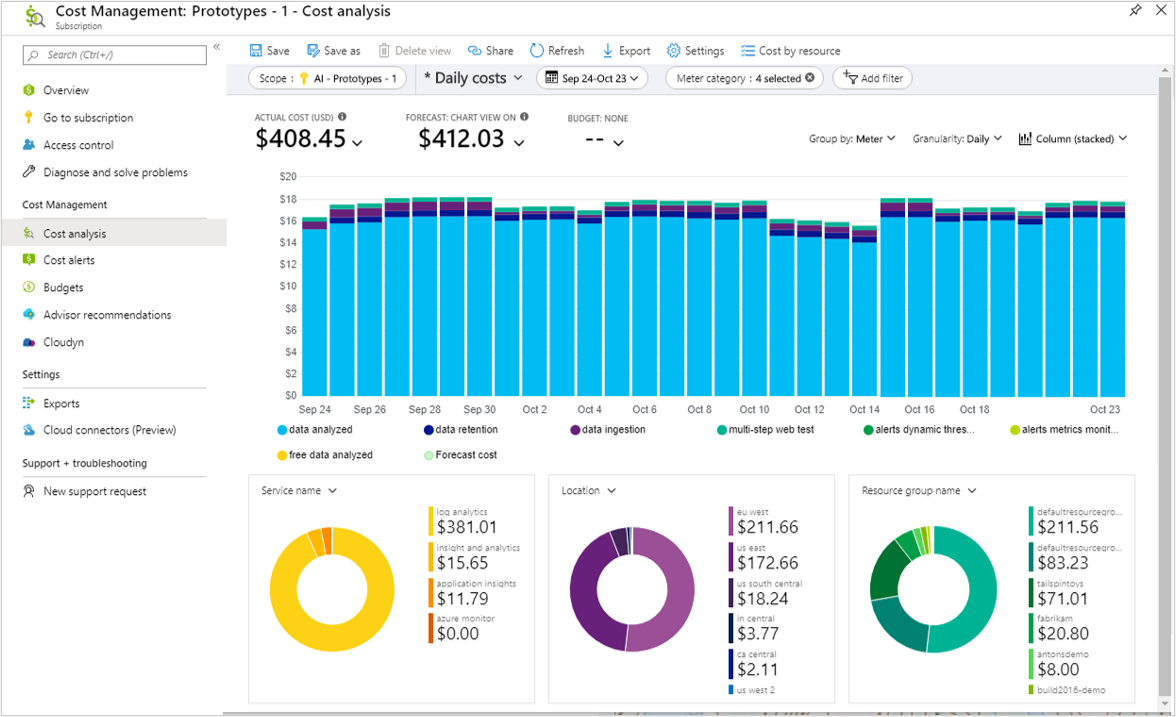 Cost Management: Prototypes - 1 - Cost analysis
Subscription
Search (Ctrl+/)
Overview
Go to subscription
Access control
Diagnose and solve problems
Cost Management
Cost analysis
Cost alerts
Budgets
Advisor recommendations
Cloudyn
Settings
Exports
Cloud connectors (Preview)
Support + troubleshooting
New support request
Save
Save as
Delete view
Share
Refresh
Export
Settings
Cost by resource
Scope : AI - Prototypes - 1
* Daily costs
Sep 24-Oct 23
Meter category : 4 selected
Add filter
ACTUAL COST (USD)
$408.45
FORECAST: CHART VIEW ON
$412.03
BUDGET: NONE
--
Group by: Meter
Granularity: Daily
Column (stacked)
$20
$18
$16
$14
$12
$10
$8
$6
$4
$2
$0
Sep 24 Sep 26 Sep 28 Sep 30 Oct 2 Oct 4 Oct 6 Oct 8 Oct 10 Oct 12 Oct 14 Oct 16 Oct 18 Oct 23
data analyzed data retention data ingestion multi-step web test alerts dynamic thres... alerts metrics monit...
free data analyzed Forecast cost
Service name
log analytics
$381.01
insight and analytics
$15.65
application insights
$11.79
azure monitor
$0.00
Location
eu west
$211.66
us east
$172.66
us south central
$18.24
in central
$3.77
ca central
$2.11
us west 2
Resource group name
defaultresourcegro...
$211.56
defaultresourcegro...
$83.23
tailspintoys
$71.01
fabrikam
$20.80
antonsdemo
$8.00
build2016-demo